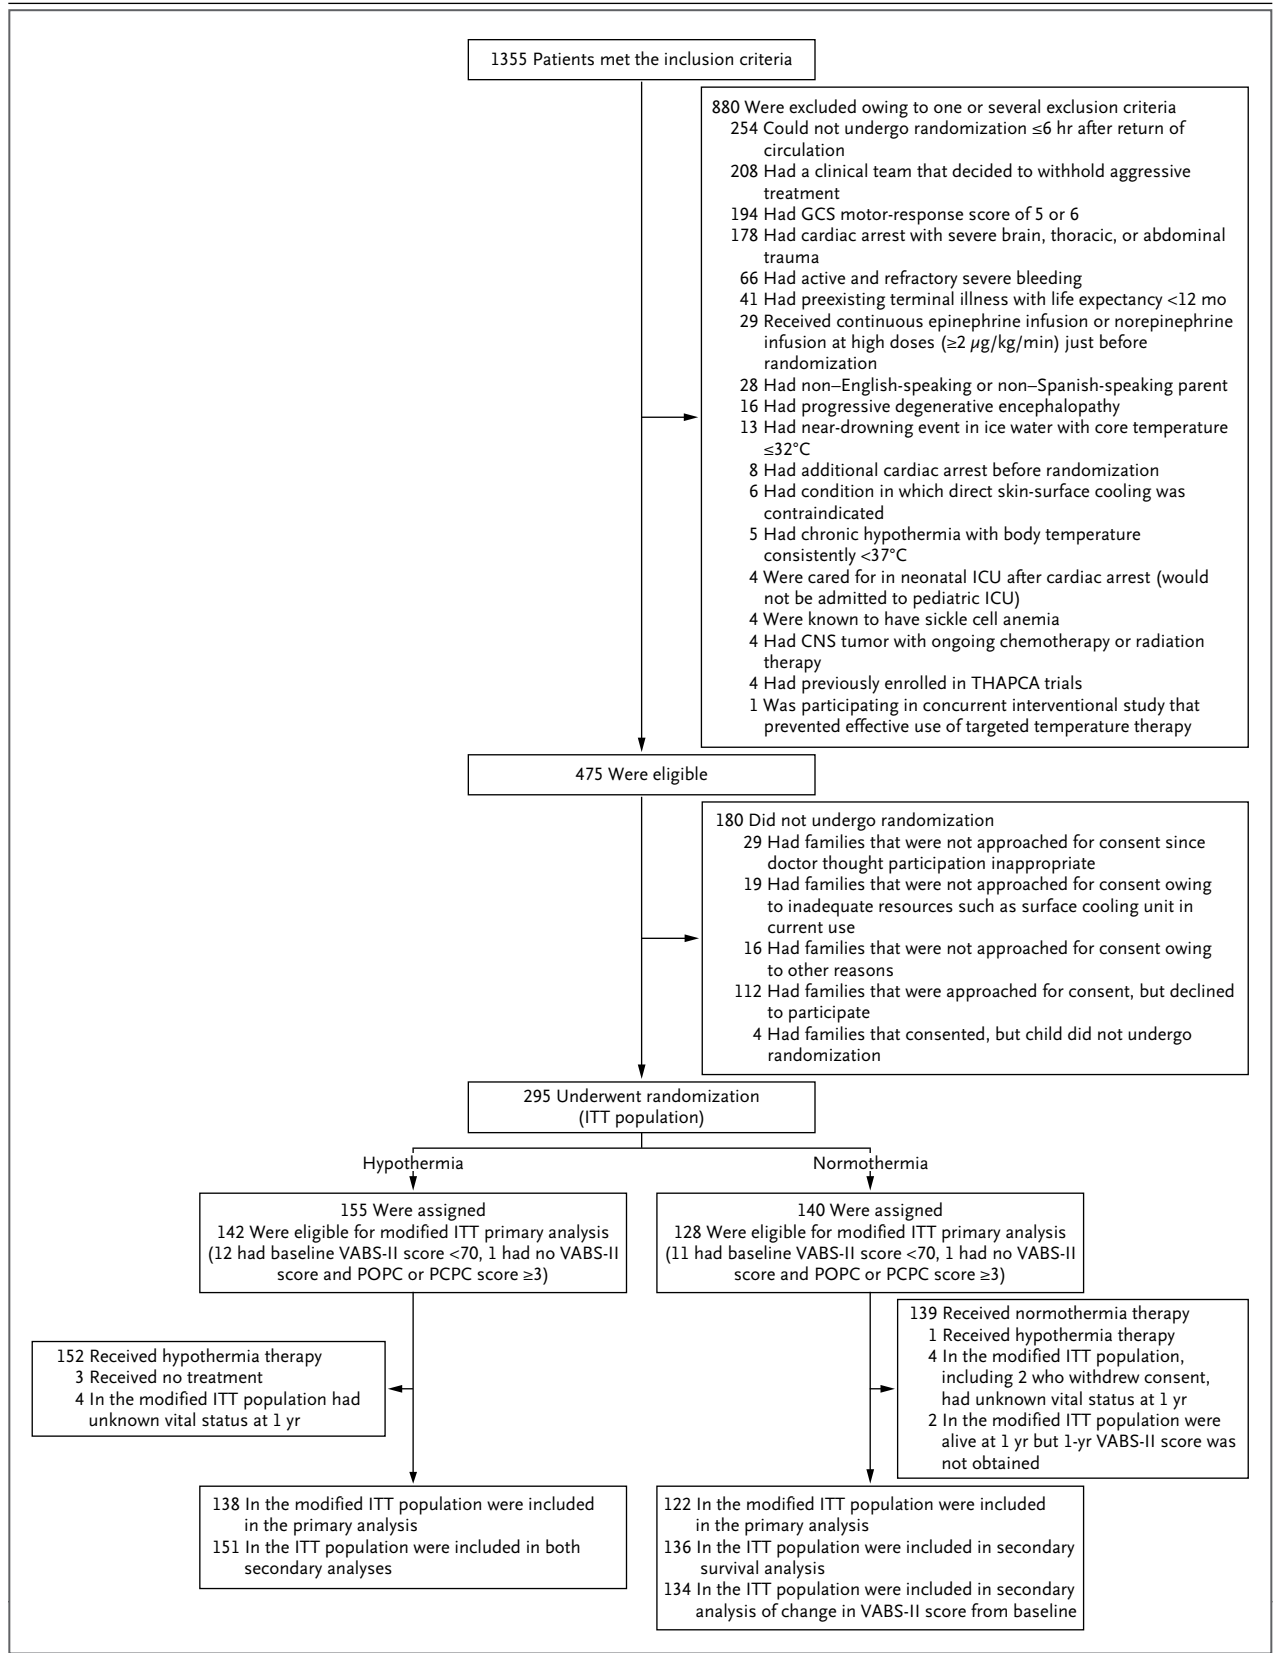 1355 Patients met the inclusion criteria
880 Were excluded owing to one or several exclusion criteria
254 Could not undergo randomization ≤6 hr after return of
circulation
208 Had a clinical team that decided to withhold aggressive
treatment
194 Had GCS motor-response score of 5 or 6
178 Had cardiac arrest with severe brain, thoracic, or abdominal
trauma
66 Had active and refractory severe bleeding
41 Had preexisting terminal illness with life expectancy <12 mo
29 Received continuous epinephrine infusion or norepinephrine
infusion at high doses (≥2 µg/kg/min) just before
randomization
28 Had non–English-speaking or non–Spanish-speaking parent
16 Had progressive degenerative encephalopathy
13 Had near-drowning event in ice water with core temperature
≤32°C
8 Had additional cardiac arrest before randomization
6 Had condition in which direct skin-surface cooling was
contraindicated
5 Had chronic hypothermia with body temperature
consistently <37°C
4 Were cared for in neonatal ICU after cardiac arrest (would
not be admitted to pediatric ICU)
4 Were known to have sickle cell anemia
4 Had CNS tumor with ongoing chemotherapy or radiation
therapy
4 Had previously enrolled in THAPCA trials
1 Was participating in concurrent interventional study that
prevented effective use of targeted temperature therapy
475 Were eligible
180 Did not undergo randomization
29 Had families that were not approached for consent since
doctor thought participation inappropriate
19 Had families that were not approached for consent owing
to inadequate resources such as surface cooling unit in
current use
16 Had families that were not approached for consent owing
to other reasons
112 Had families that were approached for consent, but declined
to participate
4 Had families that consented, but child did not undergo
randomization
295 Underwent randomization
(ITT population)
Hypothermia
Normothermia
155 Were assigned
142 Were eligible for modified ITT primary analysis
(12 had baseline VABS-II score <70, 1 had no VABS-II
score and POPC or PCPC score ≥3)
140 Were assigned
128 Were eligible for modified ITT primary analysis
(11 had baseline VABS-II score <70, 1 had no VABS-II
score and POPC or PCPC score ≥3)
152 Received hypothermia therapy
3 Received no treatment
4 In the modified ITT population had
unknown vital status at 1 yr
139 Received normothermia therapy
1 Received hypothermia therapy
4 In the modified ITT population,
including 2 who withdrew consent,
had unknown vital status at 1 yr
2 In the modified ITT population were
alive at 1 yr but 1-yr VABS-II score was
not obtained
138 In the modified ITT population were included
in the primary analysis
151 In the ITT population were included in both
secondary analyses
122 In the modified ITT population were included
in the primary analysis
136 In the ITT population were included in secondary
survival analysis
134 In the ITT population were included in secondary
analysis of change in VABS-II score from baseline